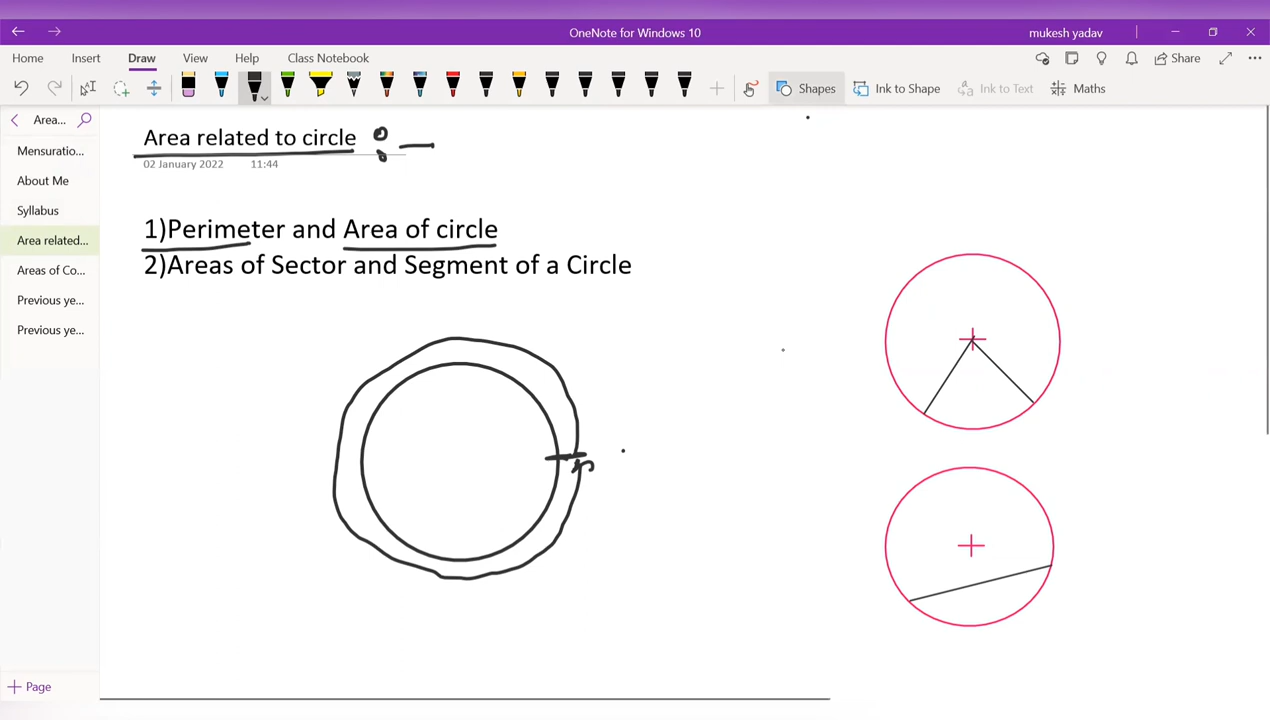 OneNote for Windows 10
mukesh yadav
Home Insert Draw View Help Class Notebook
Share
Shapes Ink to Shape Ink to Text Maths
Area...
Mensuratio...
About Me
Syllabus
Area related...
Areas of Co...
Previous ye...
Previous ye...
Page
Area related to circle
02 January 2022 11:44
1)Perimeter and Area of circle
2)Areas of Sector and Segment of a Circle